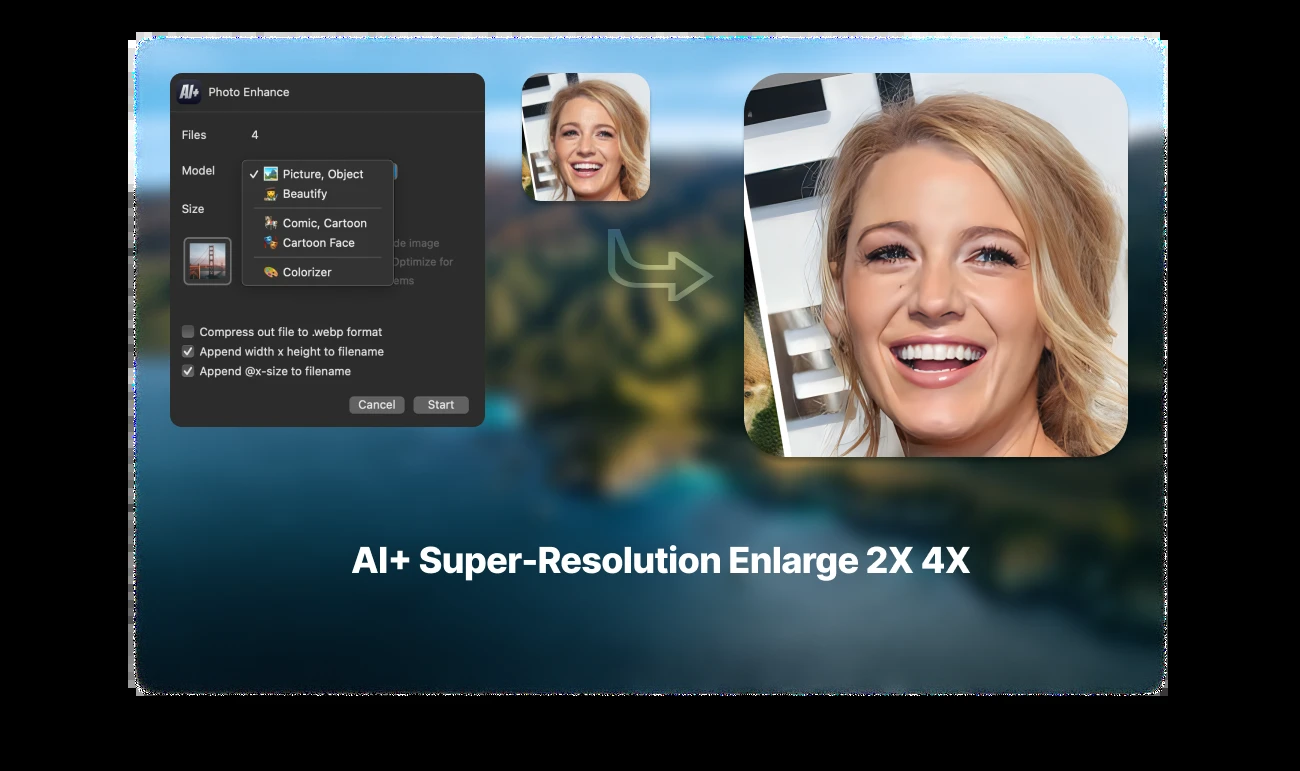 AI+ Photo Enhance
Files 4
Model
✓ Picture, Object
Beautify
Size
Comic, Cartoon
Cartoon Face
de image
Optimize for
Colorizer
ems
Compress out file to .webp format
Append width x height to filename
Append @x-size to filename
Cancel Start
AI+ Super-Resolution Enlarge 2X 4X